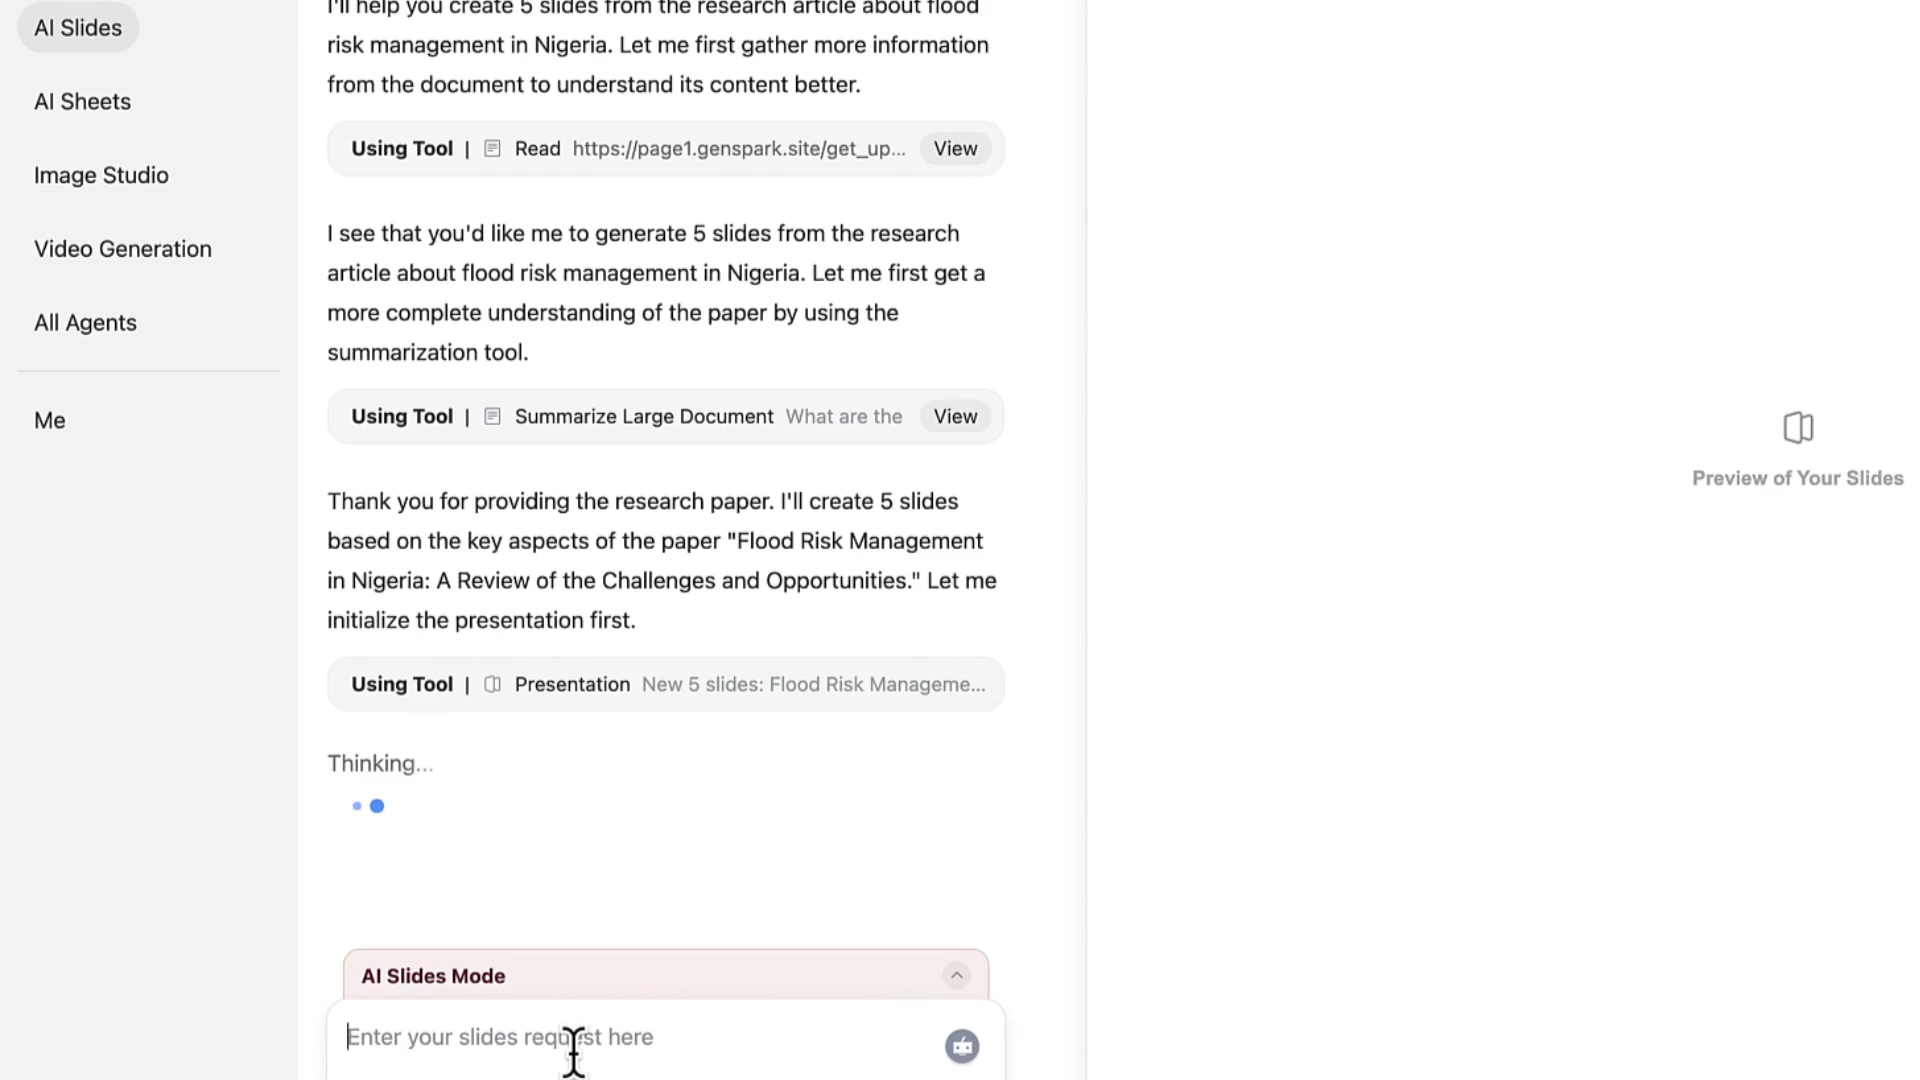 AI Slides
AI Sheets
Image Studio
Video Generation
All Agents
Me
I'll help you create 5 slides from the research article about flood
risk management in Nigeria. Let me first gather more information
from the document to understand its content better.
Using Tool | Read https://page1.genspark.site/get_up... View
I see that you'd like me to generate 5 slides from the research
article about flood risk management in Nigeria. Let me first get a
more complete understanding of the paper by using the
summarization tool.
Using Tool | Summarize Large Document What are the View
Thank you for providing the research paper. I'll create 5 slides
based on the key aspects of the paper "Flood Risk Management
in Nigeria: A Review of the Challenges and Opportunities." Let me
initialize the presentation first.
Using Tool | Presentation New 5 slides: Flood Risk Manageme...
Thinking...
AI Slides Mode
Enter your slides request here
Preview of Your Slides